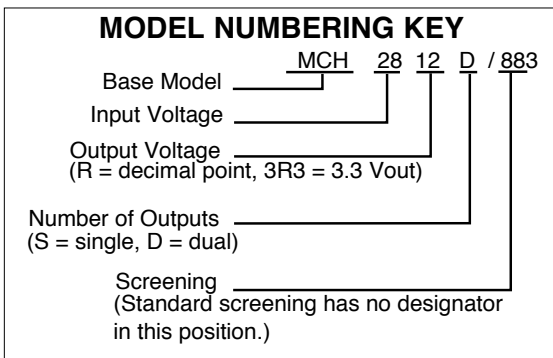 MODEL NUMBERING KEY
MCH 28 12 D / 883
Base Model
Input Voltage
Output Voltage
(R = decimal point, 3R3 = 3.3 Vout)
Number of Outputs
(S = single, D = dual)
Screening
(Standard screening has no designator
in this position.)